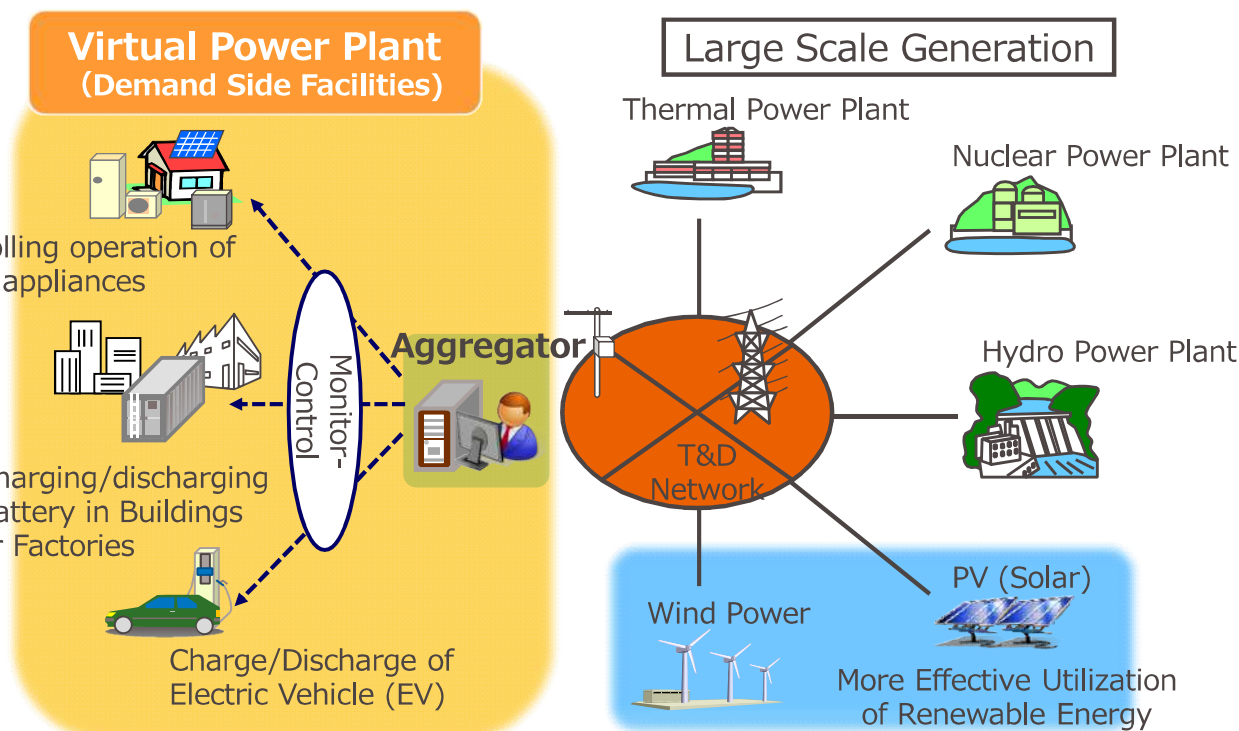 Virtual Power Plant
(Demand Side Facilities)
olling operation of
appliances
Monitor-
Control
Aggregator
harging/discharging
attery in Buildings
r Factories
Charge/Discharge of
Electric Vehicle (EV)
Large Scale Generation
Thermal Power Plant
Nuclear Power Plant
Hydro Power Plant
T&D
Network
Wind Power
PV (Solar)
More Effective Utilization
of Renewable Energy